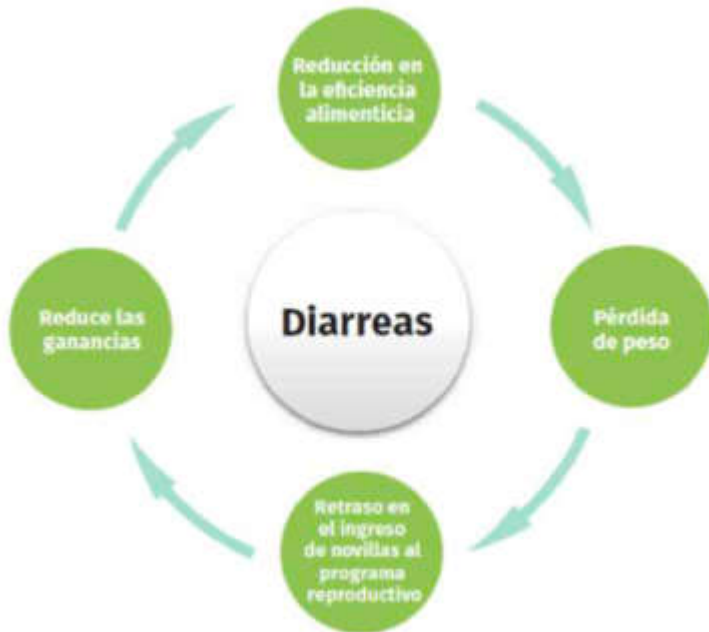 Reducción en
la eficiencia
alimenticia
Diarreas
Reduce las
ganancias
Pérdida
de peso
Retraso en
el ingreso
de novillas al
programa
reproductivo